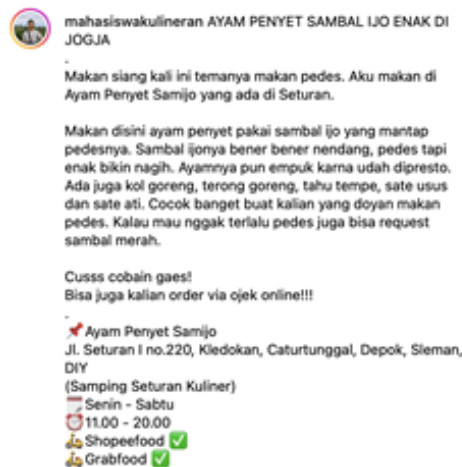 mahasiswakulineran AYAM PENYET SAMBAL IJO ENAK DI
JOGJA
.
Makan siang kali ini temanya makan pedes. Aku makan di
Ayam Penyet Samijo yang ada di Seturan.

Makan disini ayam penyet pakai sambal ijo yang mantap
pedesnya. Sambal ijonya bener bener nendang, pedes tapi
enak bikin nagih. Ayamnya pun empuk karna udah dipresto.
Ada juga kol goreng, terong goreng, tahu tempe, sate usus
dan sate ati. Cocok banget buat kalian yang doyan makan
pedes. Kalau mau nggak terlalu pedes juga bisa request
sambal merah.

Cusss cobain gaes!
Bisa juga kalian order via ojek online!!!
.
📌Ayam Penyet Samijo
Jl. Seturan I no.220, Kledokan, Caturtunggal, Depok, Sleman,
DIY
(Samping Seturan Kuliner)
🗓Senin - Sabtu
⏰11.00 - 20.00
🛵Shopeefood ✅
🛵Grabfood ✅